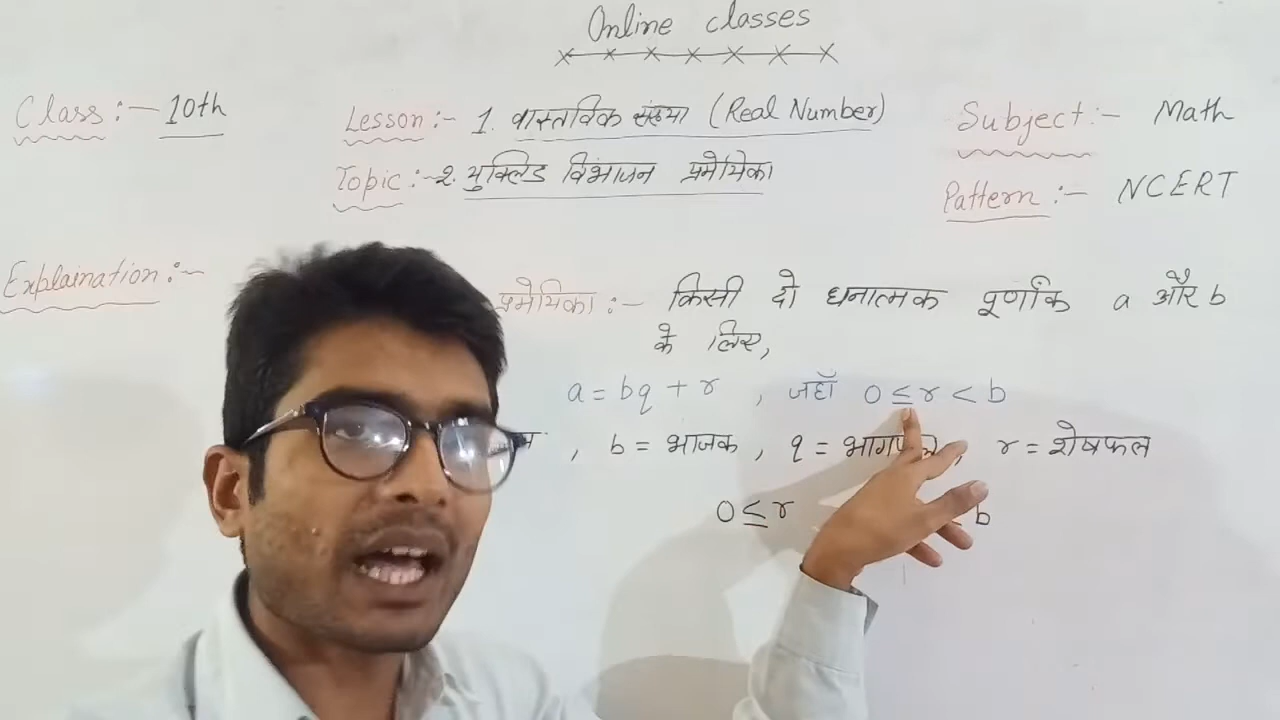 Online classes
Class :- 10th
Lesson :- 1. वास्तविक संख्या (Real Number)
Subject :- Math
Topic :- 2. युक्लिड विभाजन प्रमेयिका
Pattern :- NCERT
Explaination :-
प्रमेयिका :- किसी दो धनात्मक पूर्णांक a और b
के लिए,
a = bq + r , जहाँ 0 ≤ r < b
, b = भाजक , q = भागफल , r = शेषफल
0 ≤ r < b